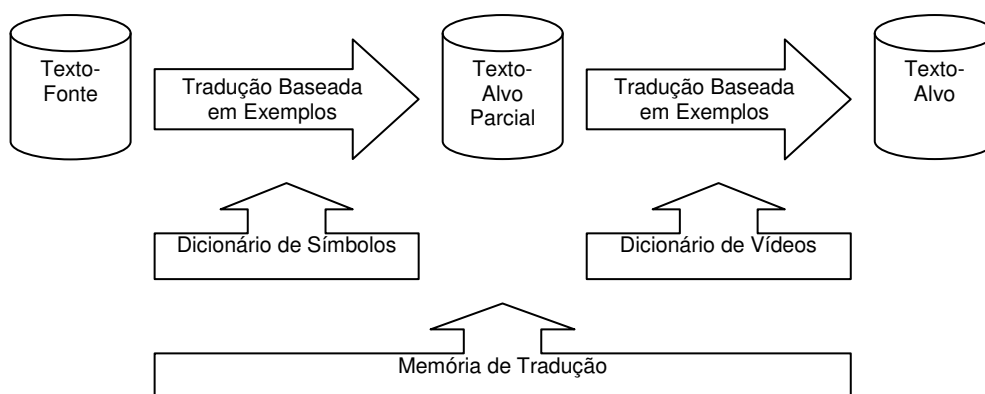 Texto-
Fonte
Tradução Baseada
em Exemplos
Texto-
Alvo
Parcial
Tradução Baseada
em Exemplos
Texto-
Alvo
Dicionário de Símbolos
Dicionário de Vídeos
Memória de Tradução